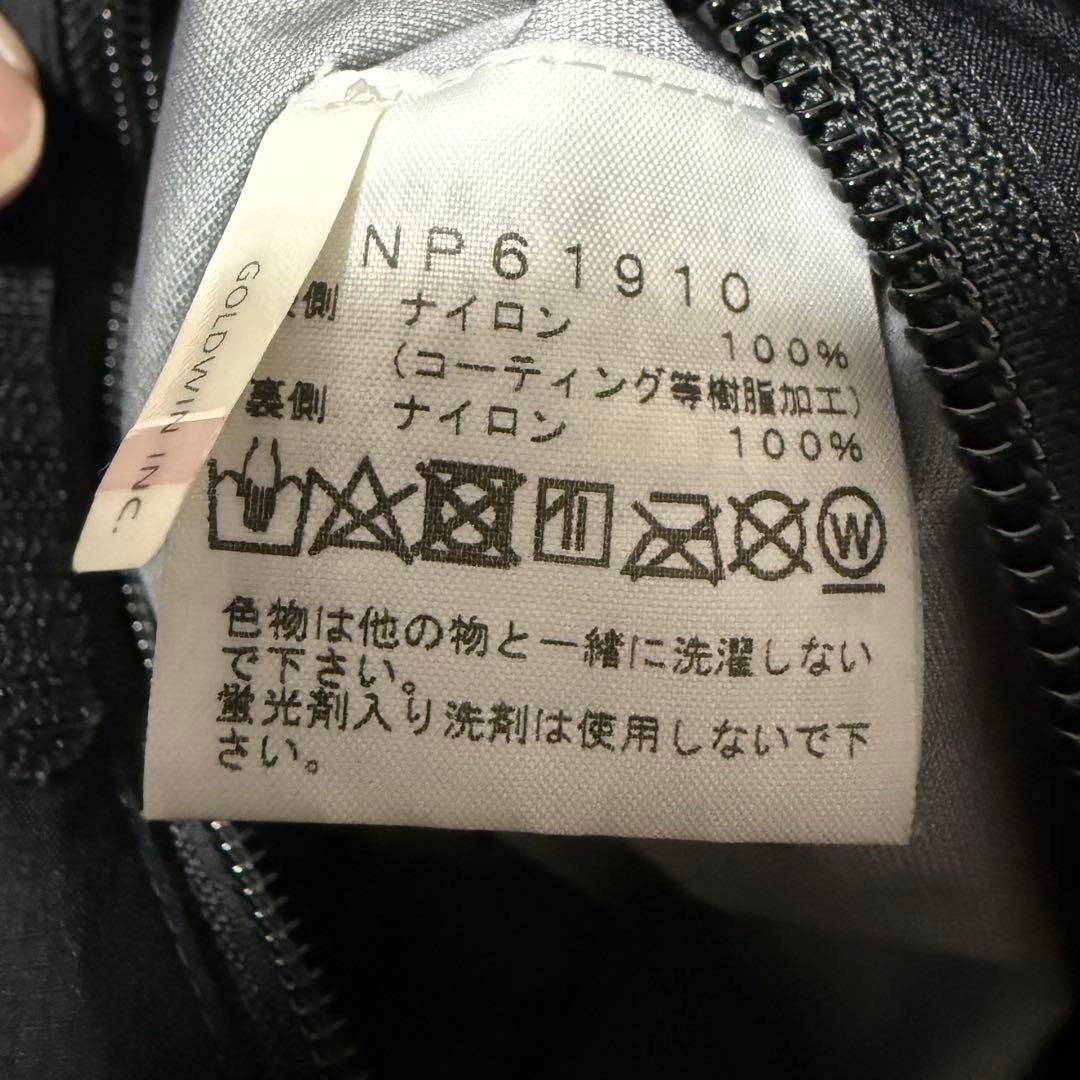 NP61910
側 ナイロン 100%
(コーティング等樹脂加工)
裏側 ナイロン 100%
W
色物は他の物と一緒に洗濯しない
で下さい。
蛍光剤入り洗剤は使用しないで下
さい。
GOLDWIN INC.